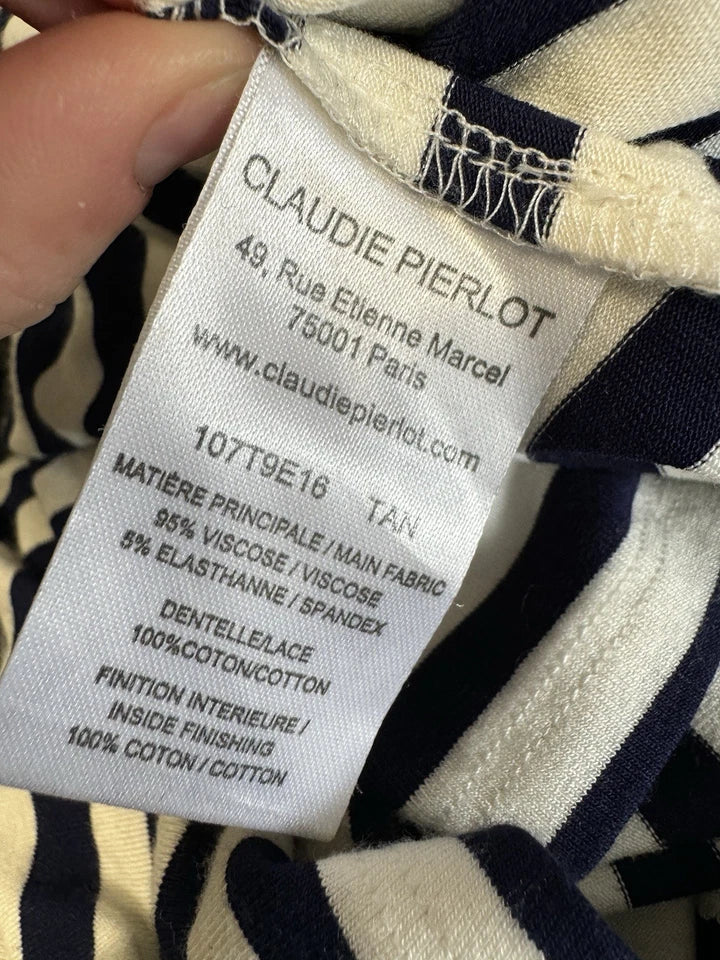 CLAUDIE PIERLOT
49, Rue Etienne Marcel
75001 Paris
www.claudiepierlot.com
107T9E16 TAN
MATIÈRE PRINCIPALE / MAIN FABRIC
95% VISCOSE / VISCOSE
5% ELASTHANNE / SPANDEX
DENTELLE/LACE
100%COTON/COTTON
FINITION INTERIEURE /
INSIDE FINISHING
100% COTON / COTTON